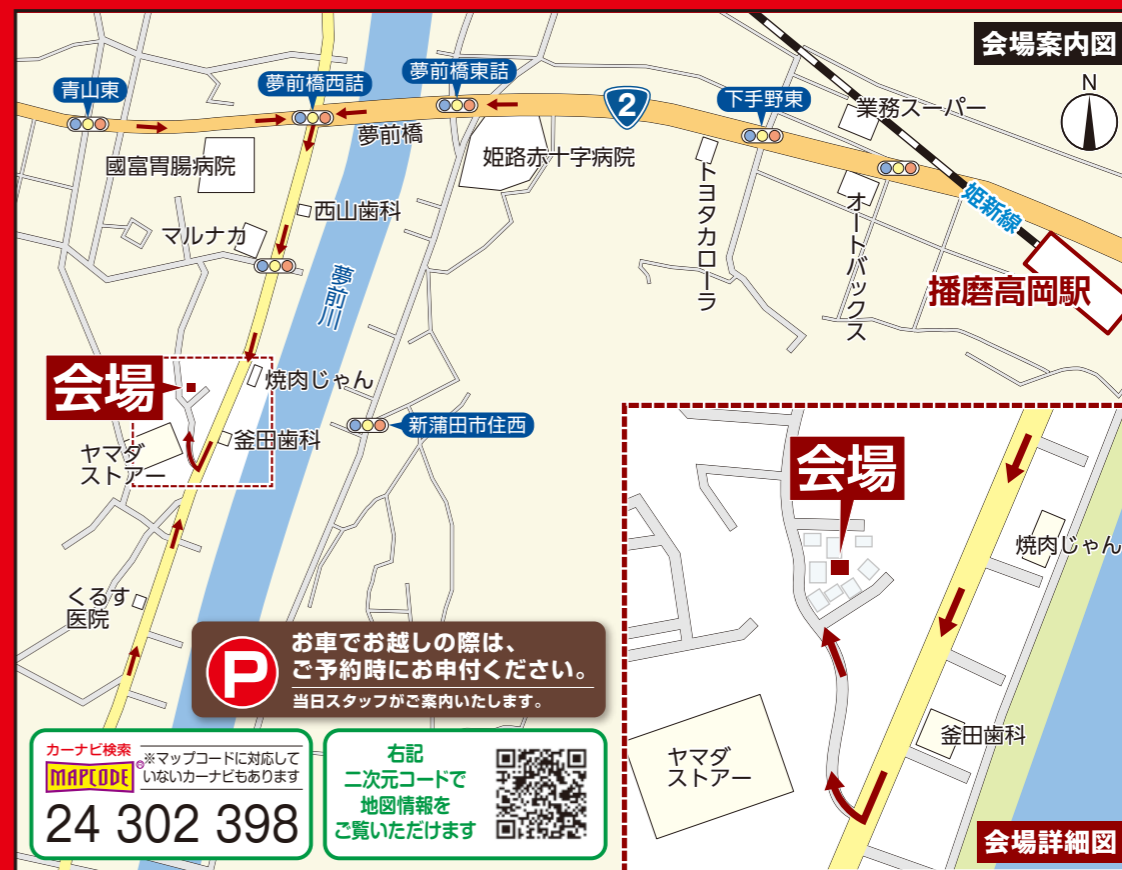 会場案内図
N
青山東
夢前橋西詰
夢前橋東詰
2
下手野東
業務スーパー
夢前橋
國富胃腸病院
姫路赤十字病院
トヨタカローラ
オートバックス
姫新線
播磨高岡駅
西山歯科
マルナカ
夢前川
会場
焼肉じゃん
新蒲田市住西
釜田歯科
ヤマダ
ストアー
くるす
医院
P
お車でお越しの際は、
ご予約時にお申付ください。
当日スタッフがご案内いたします。
カーナビ検索
MAPCODE®
※マップコードに対応して
いないカーナビもあります
24 302 398
右記
二次元コードで
地図情報を
ご覧いただけます
会場
焼肉じゃん
釜田歯科
ヤマダ
ストアー
会場詳細図